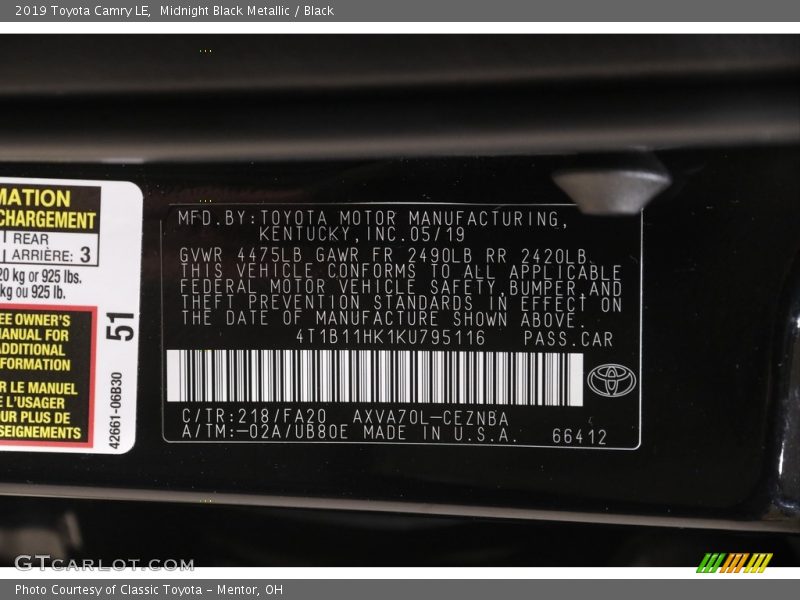 2019 Toyota Camry LE,  Midnight Black Metallic / Black
MATION
CHARGEMENT
REAR
ARRIÈRE: 3
20 kg or 925 lbs.
kg ou 925 lb.
EE OWNER'S
MANUAL FOR
ADDITIONAL
FORMATION
R LE MANUEL
E L'USAGER
UR PLUS DE
SEIGNEMENTS
51
42661-06B30
MFD.BY:TOYOTA MOTOR MANUFACTURING,
KENTUCKY,INC.05/19
GVWR 4475LB GAWR FR 2490LB RR 2420LB
THIS VEHICLE CONFORMS TO ALL APPLICABLE
FEDERAL MOTOR VEHICLE SAFETY,BUMPER,AND
THEFT PREVENTION STANDARDS IN EFFECT ON
THE DATE OF MANUFACTURE SHOWN ABOVE.
4T1B11HK1KU795116 PASS.CAR
C/TR:218/FA20 AXVA70L-CEZNBA
A/TM:-02A/UB80E MADE IN U.S.A. 66412
GTCARLOT.COM
Photo Courtesy of Classic Toyota - Mentor, OH